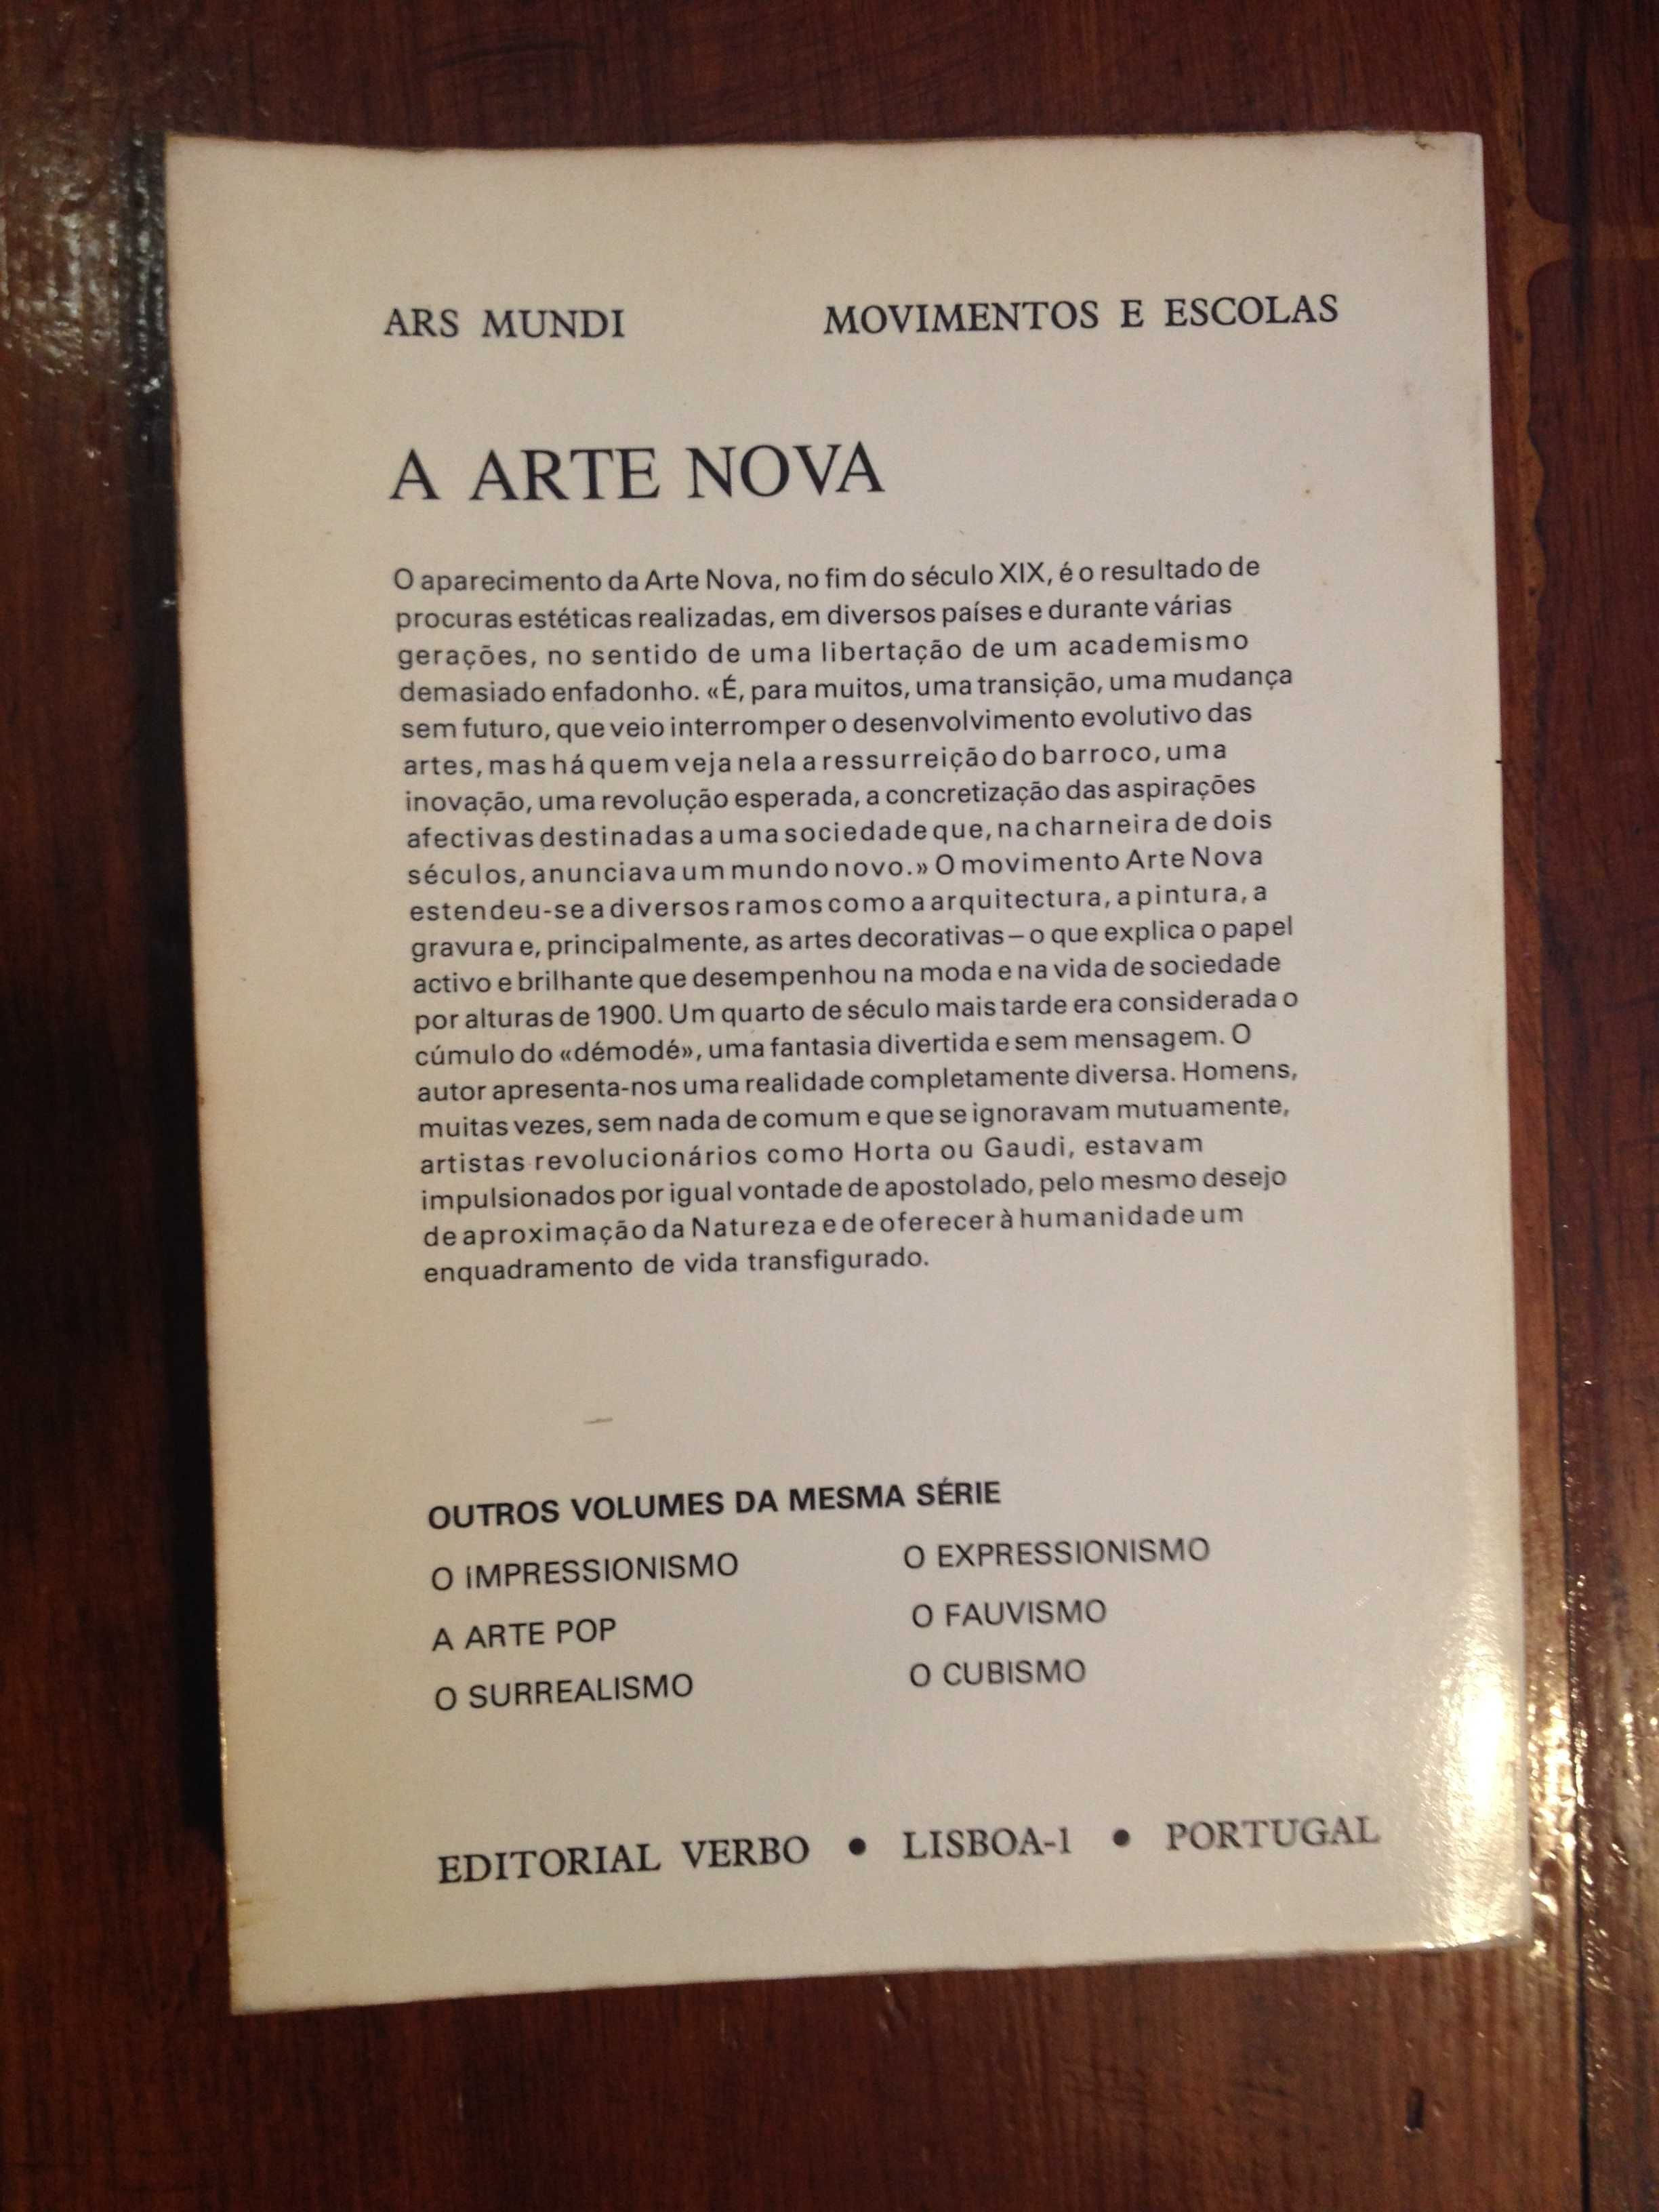 ARS MUNDI MOVIMENTOS E ESCOLAS
A ARTE NOVA
O aparecimento da Arte Nova, no fim do século XIX, é o resultado de
procuras estéticas realizadas, em diversos países e durante várias
gerações, no sentido de uma libertação de um academismo
demasiado enfadonho. «É, para muitos, uma transição, uma mudança
sem futuro, que veio interromper o desenvolvimento evolutivo das
artes, mas há quem veja nela a ressurreição do barroco, uma
inovação, uma revolução esperada, a concretização das aspirações
afectivas destinadas a uma sociedade que, na charneira de dois
séculos, anunciava um mundo novo.» O movimento Arte Nova
estendeu-se a diversos ramos como a arquitectura, a pintura, a
gravura e, principalmente, as artes decorativas – o que explica o papel
activo e brilhante que desempenhou na moda e na vida de sociedade
por alturas de 1900. Um quarto de século mais tarde era considerada o
cúmulo do «démodé», uma fantasia divertida e sem mensagem. O
autor apresenta-nos uma realidade completamente diversa. Homens,
muitas vezes, sem nada de comum e que se ignoravam mutuamente,
artistas revolucionários como Horta ou Gaudi, estavam
impulsionados por igual vontade de apostolado, pelo mesmo desejo
de aproximação da Natureza e de oferecer à humanidade um
enquadramento de vida transfigurado.
OUTROS VOLUMES DA MESMA SÉRIE
O IMPRESSIONISMO O EXPRESSIONISMO
A ARTE POP O FAUVISMO
O SURREALISMO O CUBISMO
EDITORIAL VERBO • LISBOA-1 • PORTUGAL